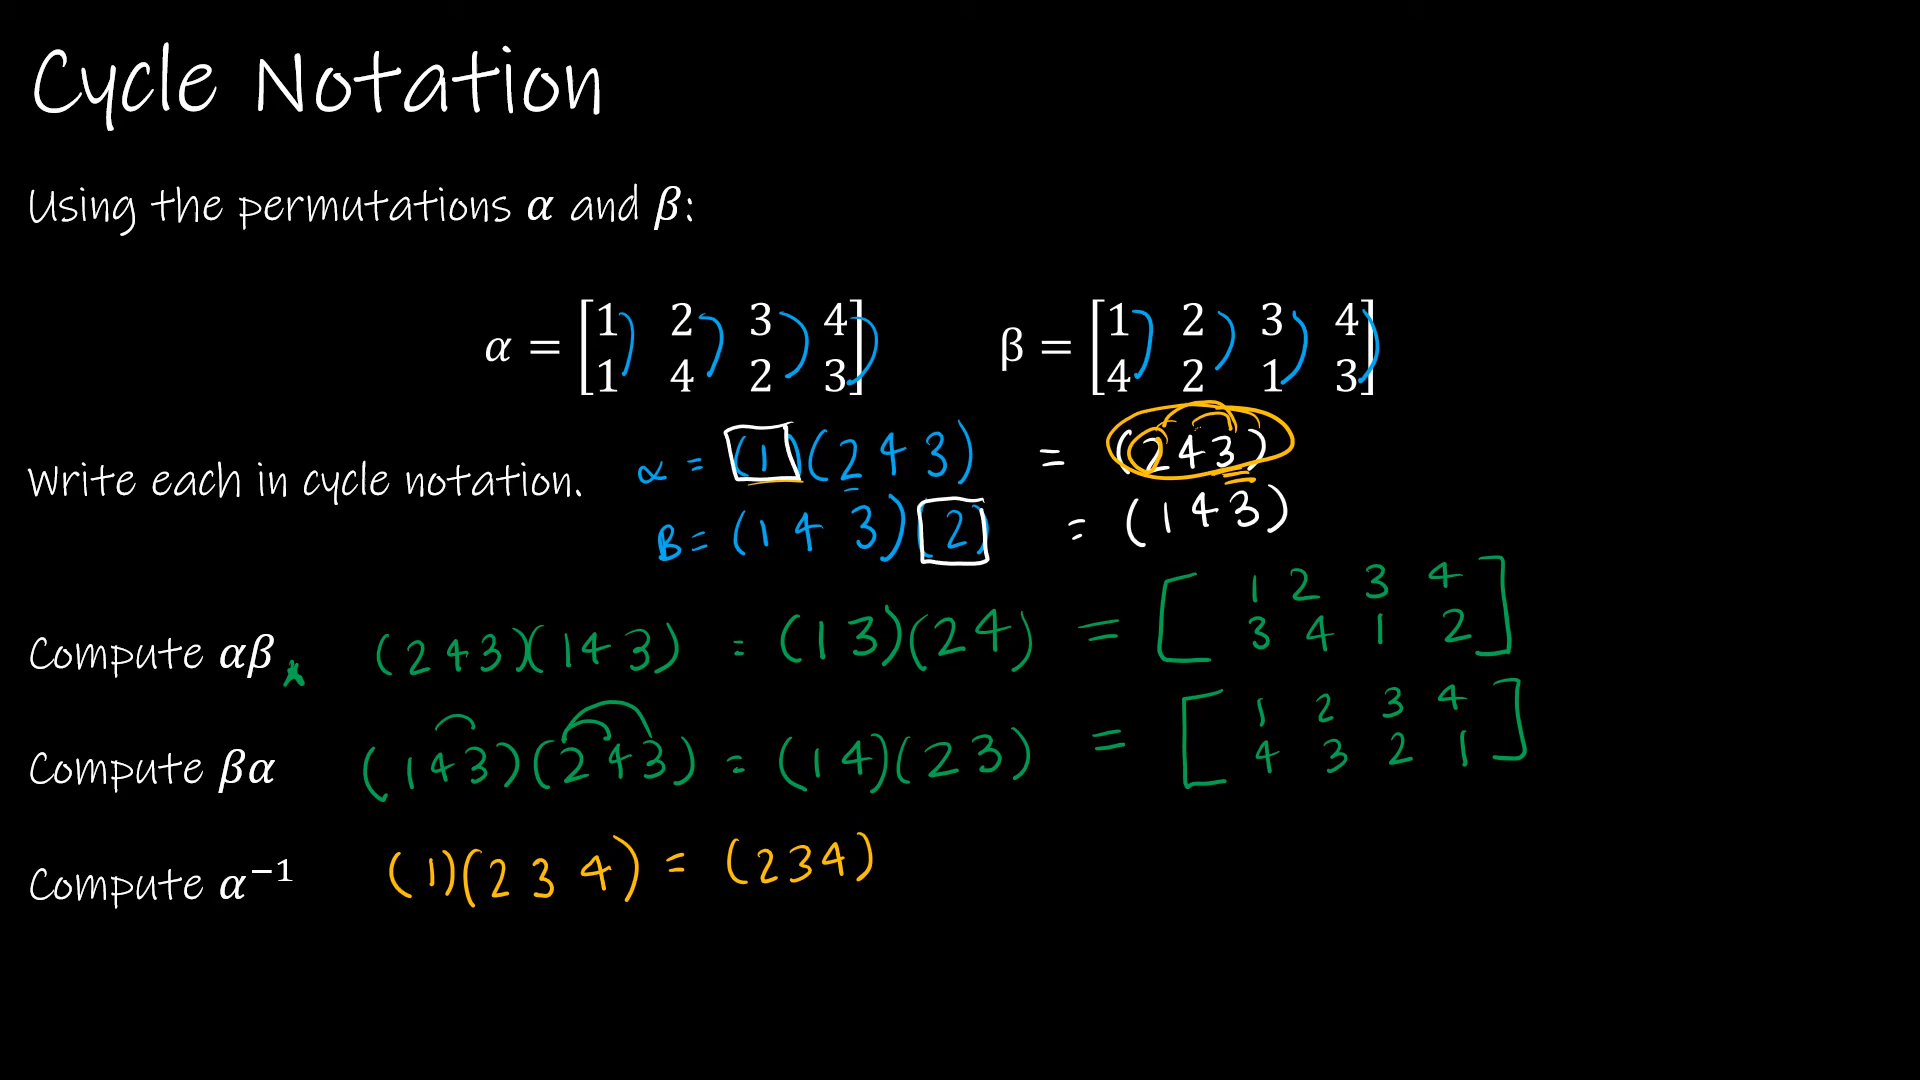 Cycle Notation
Using the permutations α and β:
α = [1 2 3 4] β = [1 2 3 4]
[1 4 2 3] [4 2 1 3]
α = (1)(2 4 3) = (2 4 3)
Write each in cycle notation.
B = (1 4 3)(2) = (1 4 3)
[1 2 3 4]
Compute αβ (2 4 3)(1 4 3) = (1 3)(2 4) = [3 4 1 2]
[1 2 3 4]
Compute βα (1 4 3)(2 4 3) = (1 4)(2 3) = [4 3 2 1]
Compute α⁻¹ (1)(2 3 4) = (2 3 4)